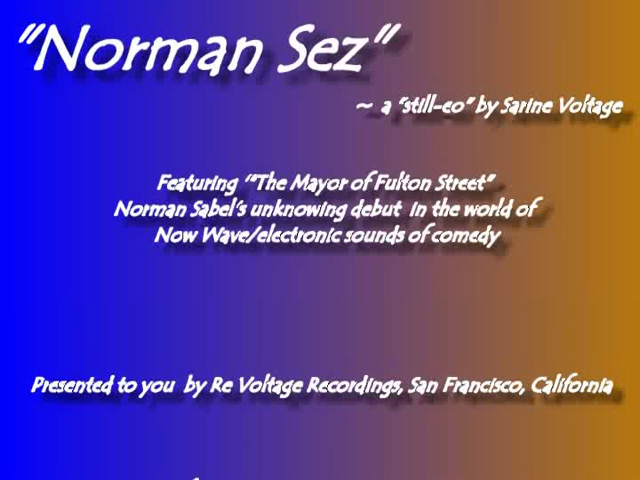 "Norman Sez"
~ a "still-eo" by Sarine Voltage
Featuring "The Mayor of Fulton Street"
Norman Sabel's unknowing debut in the world of
Now Wave/electronic sounds of comedy
Presented to you by Re Voltage Recordings, San Francisco, California